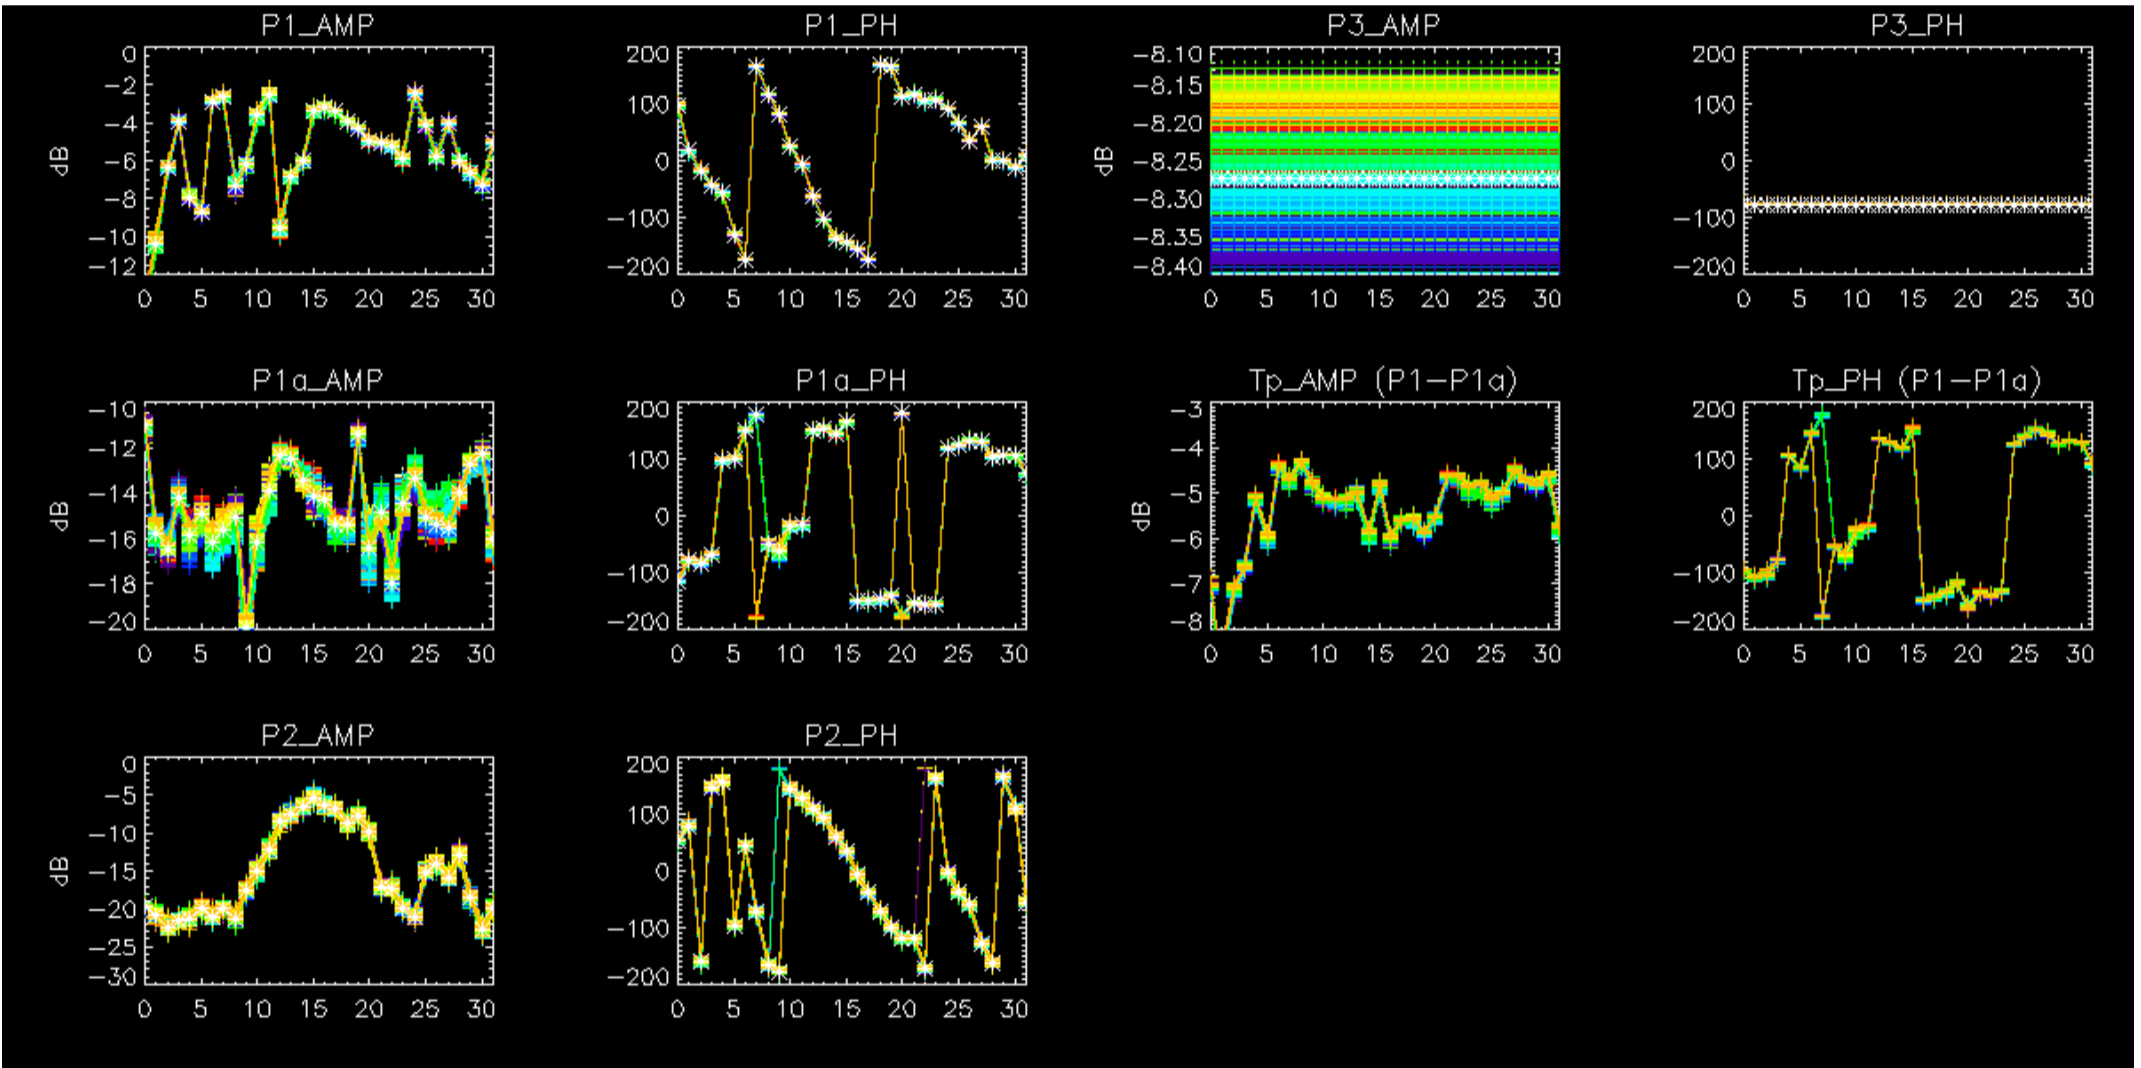 P1_AMP
dB
0
−2
−4
−6
−8
−10
−12
0 5 10 15 20 25 30
P1_PH
200
100
0
−100
−200
0 5 10 15 20 25 30
P3_AMP
dB
−8.10
−8.15
−8.20
−8.25
−8.30
−8.35
−8.40
0 5 10 15 20 25 30
P3_PH
200
100
0
−100
−200
0 5 10 15 20 25 30
P1a_AMP
dB
−10
−12
−14
−16
−18
−20
0 5 10 15 20 25 30
P1a_PH
200
100
0
−100
−200
0 5 10 15 20 25 30
Tp_AMP (P1−P1a)
dB
−3
−4
−5
−6
−7
−8
0 5 10 15 20 25 30
Tp_PH (P1−P1a)
200
100
0
−100
−200
0 5 10 15 20 25 30
P2_AMP
dB
0
−5
−10
−15
−20
−25
−30
0 5 10 15 20 25 30
P2_PH
200
100
0
−100
−200
0 5 10 15 20 25 30